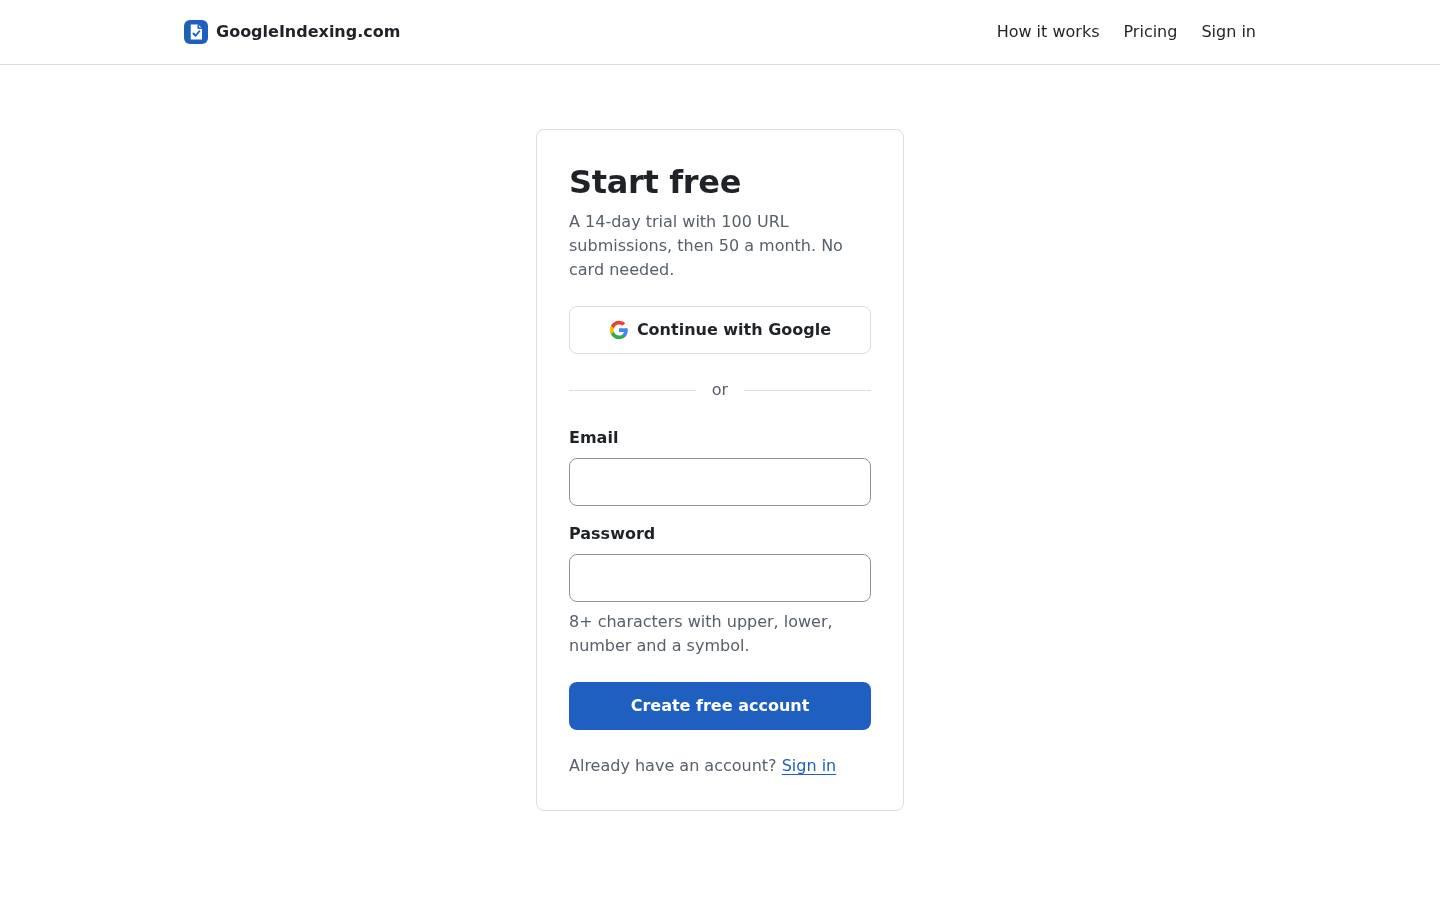 GoogleIndexing.com
How it works
Pricing
Sign in
Start free
A 14-day trial with 100 URL
submissions, then 50 a month. No
card needed.
Continue with Google
or
Email
Password
8+ characters with upper, lower,
number and a symbol.
Create free account
Already have an account? Sign in